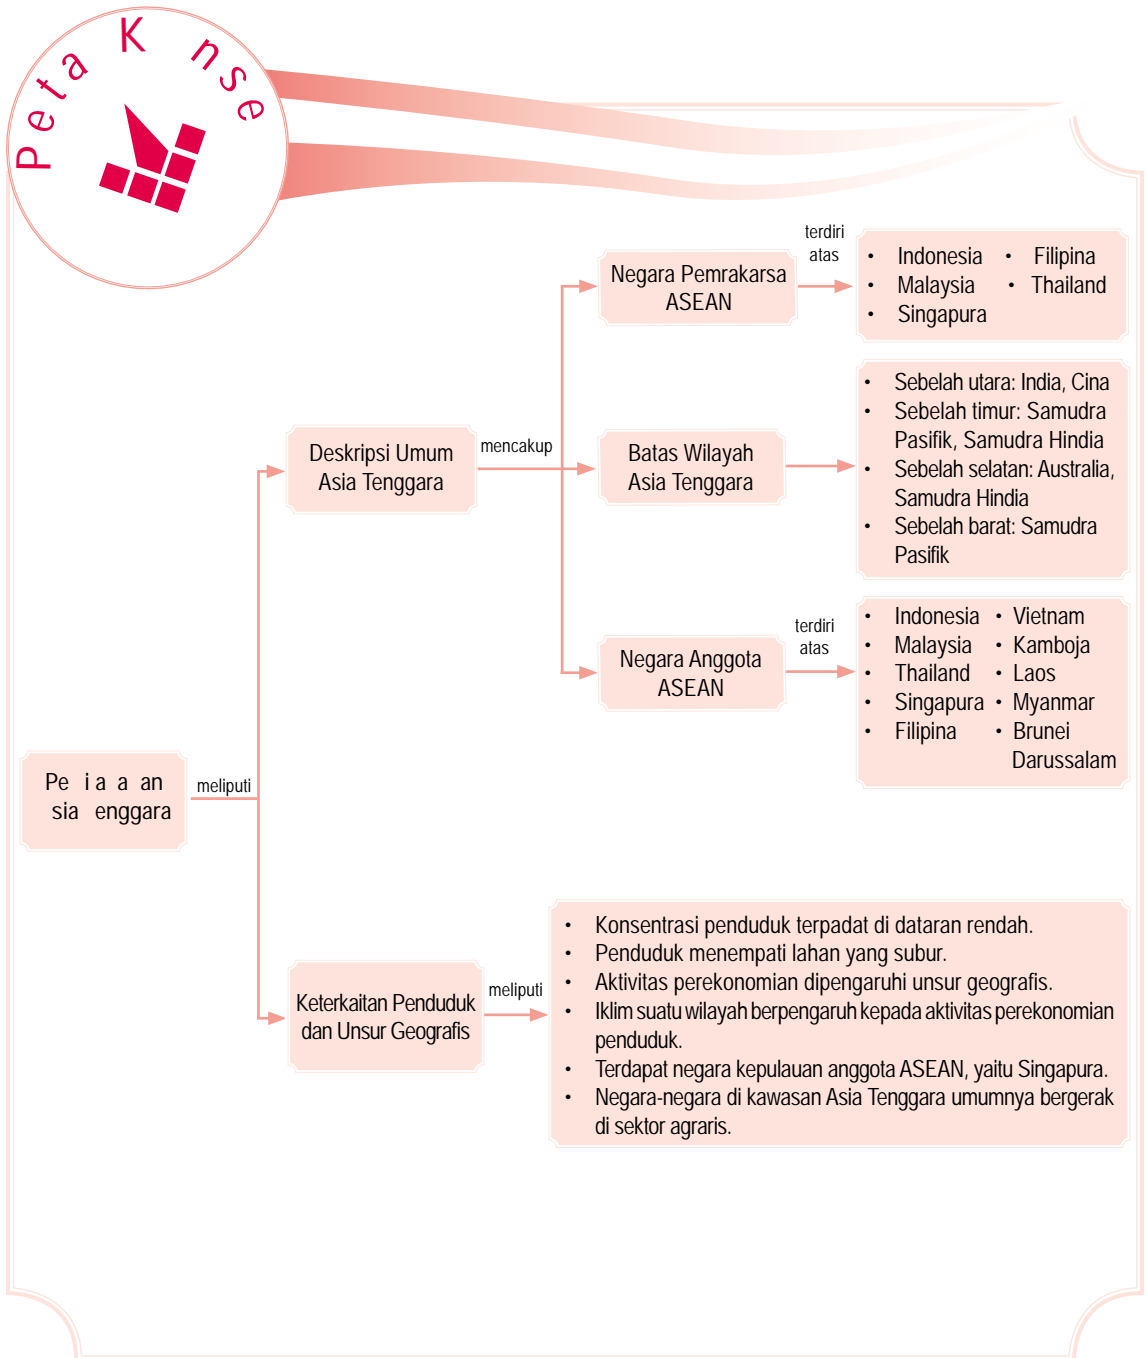 Peta K nse
terdiri
atas
Negara Pemrakarsa
ASEAN
• Indonesia • Filipina
• Malaysia • Thailand
• Singapura
Deskripsi Umum
Asia Tenggara
mencakup
Batas Wilayah
Asia Tenggara
• Sebelah utara: India, Cina
• Sebelah timur: Samudra
Pasifik, Samudra Hindia
• Sebelah selatan: Australia,
Samudra Hindia
• Sebelah barat: Samudra
Pasifik
Negara Anggota
ASEAN
terdiri
atas
• Indonesia • Vietnam
• Malaysia • Kamboja
• Thailand • Laos
• Singapura • Myanmar
• Filipina • Brunei
Darussalam
Pe i a a an
sia enggara
meliputi
Keterkaitan Penduduk
dan Unsur Geografis
meliputi
• Konsentrasi penduduk terpadat di dataran rendah.
• Penduduk menempati lahan yang subur.
• Aktivitas perekonomian dipengaruhi unsur geografis.
• Iklim suatu wilayah berpengaruh kepada aktivitas perekonomian
penduduk.
• Terdapat negara kepulauan anggota ASEAN, yaitu Singapura.
• Negara-negara di kawasan Asia Tenggara umumnya bergerak
di sektor agraris.